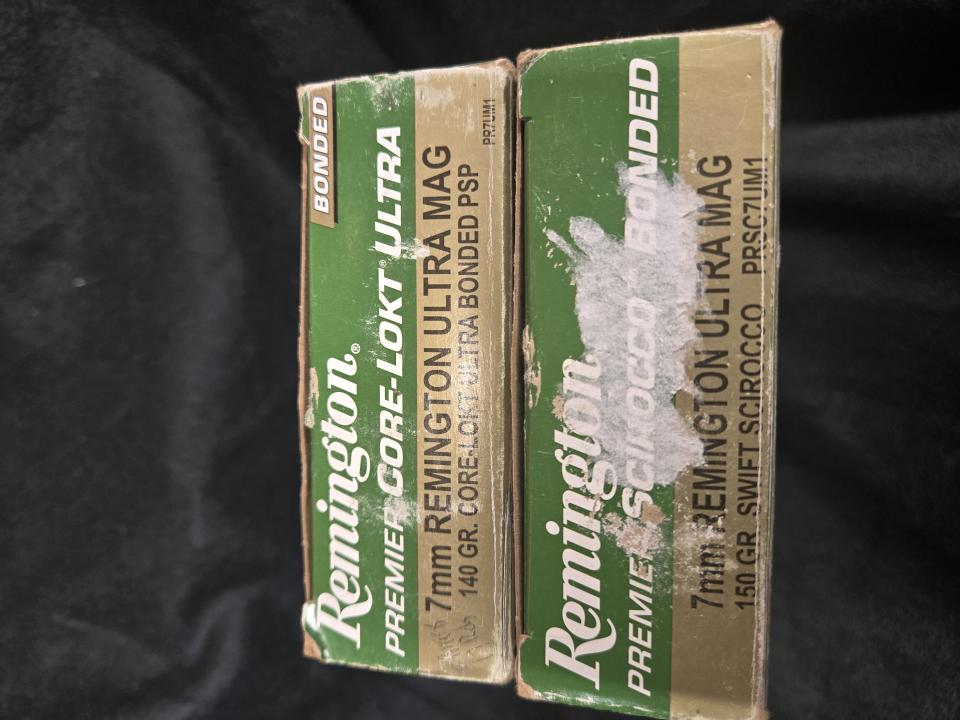 BONDED
Remington®
PREMIER CORE-LOKT® ULTRA
7mm REMINGTON ULTRA MAG
140 GR. CORE-LOKT ULTRA BONDED PSP
PR7UM1
Remington
PREMIER SCIROCCO BONDED
7mm REMINGTON ULTRA MAG
150 GR. SWIFT SCIROCCO PRSC7UM1